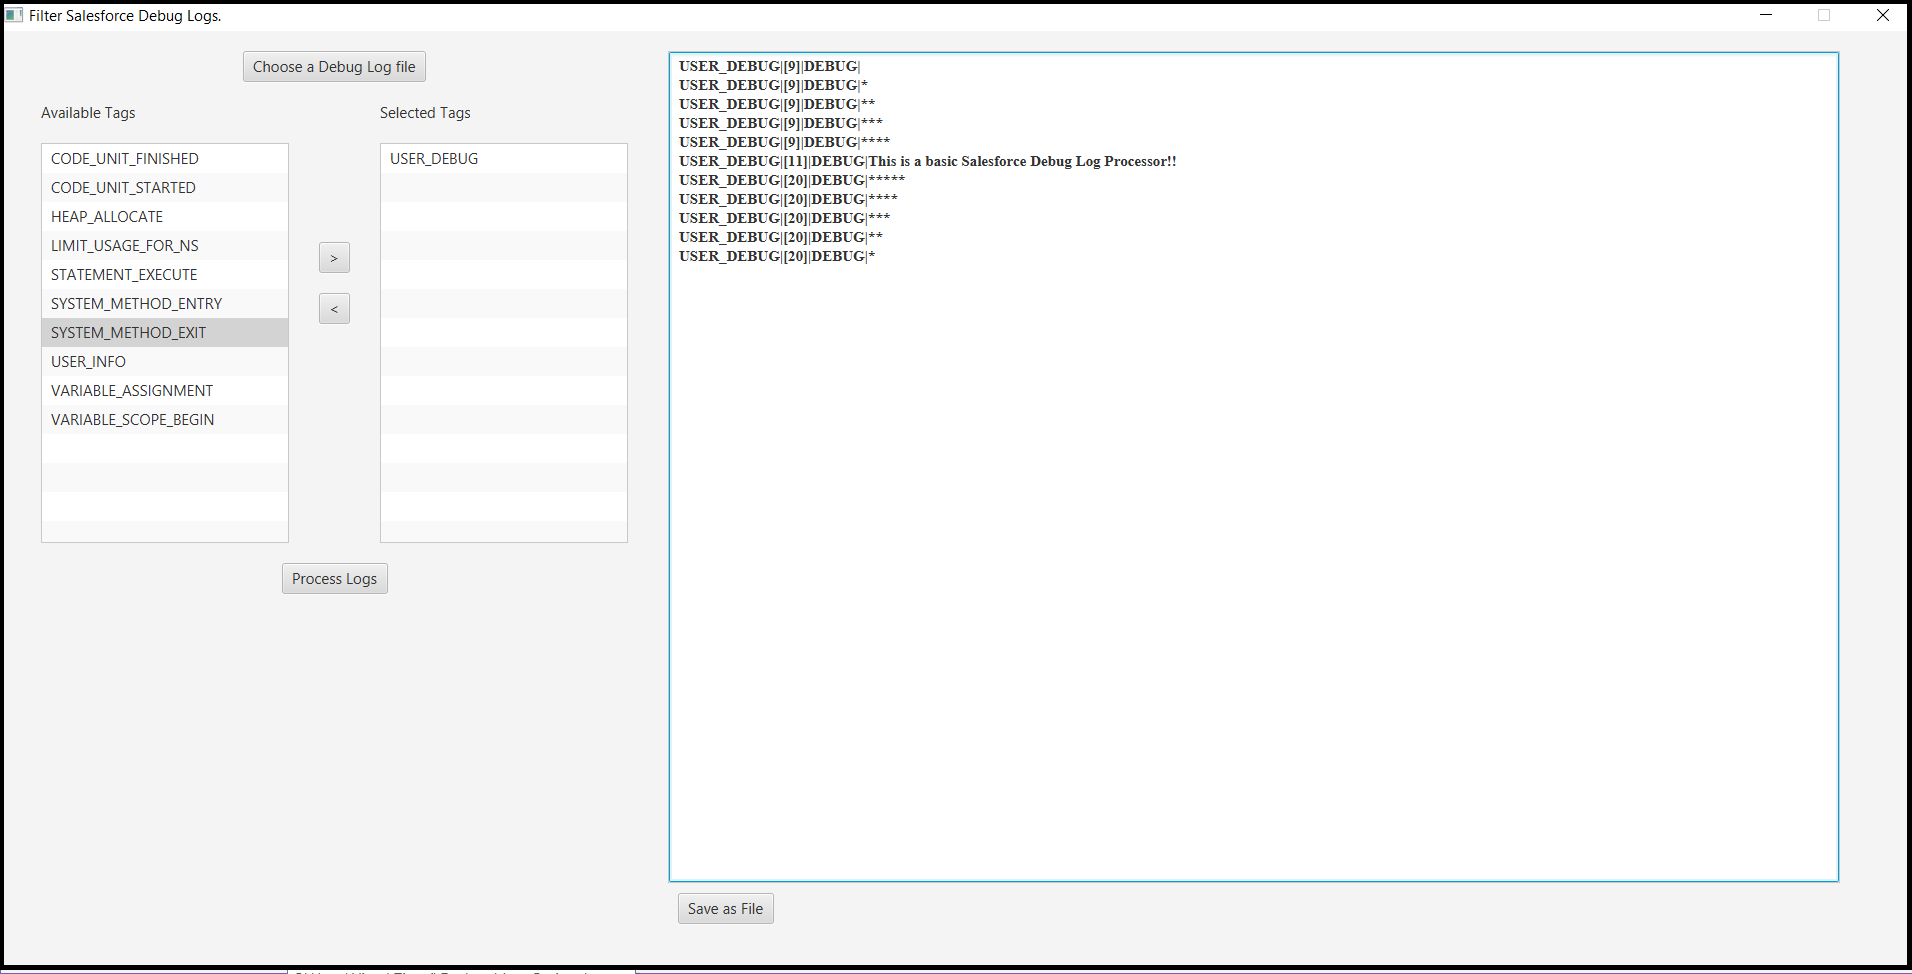 Filter Salesforce Debug Logs.
Choose a Debug Log file
Available Tags
Selected Tags
CODE_UNIT_FINISHED
CODE_UNIT_STARTED
HEAP_ALLOCATE
LIMIT_USAGE_FOR_NS
STATEMENT_EXECUTE
SYSTEM_METHOD_ENTRY
SYSTEM_METHOD_EXIT
USER_INFO
VARIABLE_ASSIGNMENT
VARIABLE_SCOPE_BEGIN
>
<
USER_DEBUG
Process Logs
USER_DEBUG|[9]|DEBUG|
USER_DEBUG|[9]|DEBUG|*
USER_DEBUG|[9]|DEBUG|**
USER_DEBUG|[9]|DEBUG|***
USER_DEBUG|[9]|DEBUG|****
USER_DEBUG|[11]|DEBUG|This is a basic Salesforce Debug Log Processor!!
USER_DEBUG|[20]|DEBUG|*****
USER_DEBUG|[20]|DEBUG|****
USER_DEBUG|[20]|DEBUG|***
USER_DEBUG|[20]|DEBUG|**
USER_DEBUG|[20]|DEBUG|*
Save as File